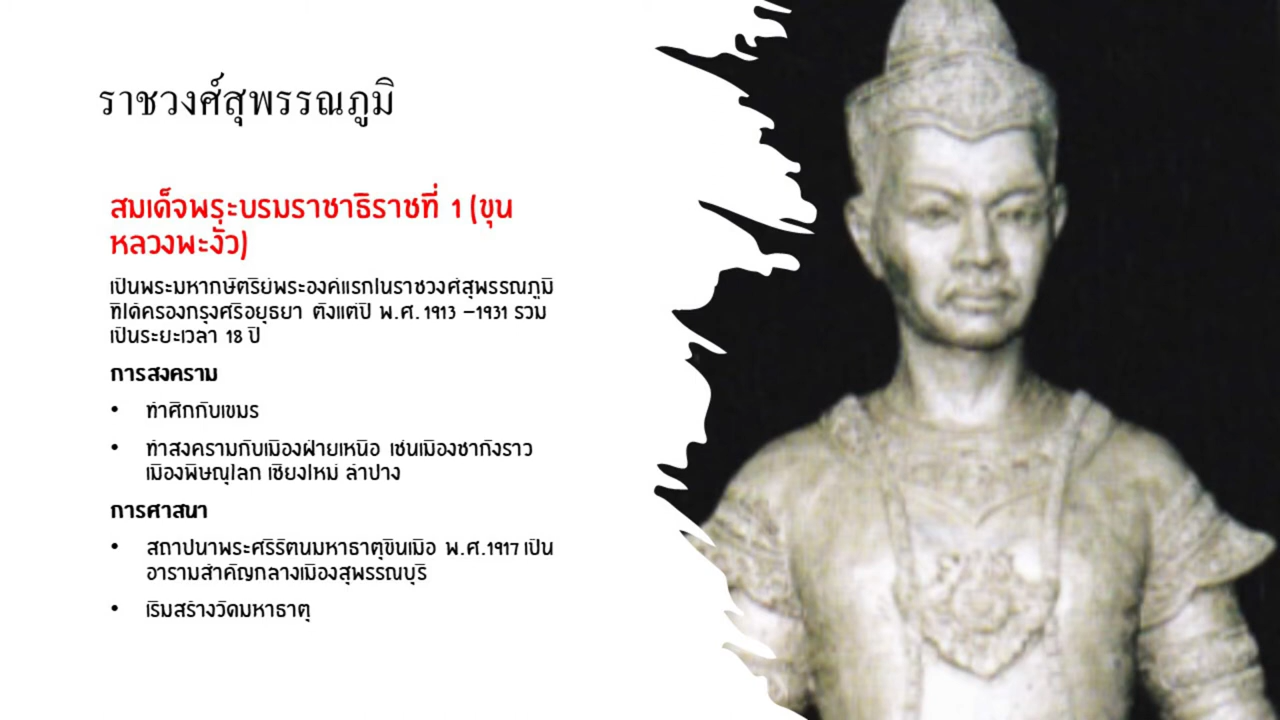 ราชวงศ์สุพรรณภูมิ
สมเด็จพระบรมราชาธิราชที่ 1 (ขุน
หลวงพะงั่ว)
เป็นพระมหากษัตริย์พระองค์แรกในราชวงศ์สุพรรณภูมิ
ที่ได้ครองกรุงศรีอยุธยา ตั้งแต่ปี พ.ศ. 1913 –1931 รวม
เป็นระยะเวลา 18 ปี
การสงคราม
• ทำศึกกับเขมร
• ทำสงครามกับเมืองฝ่ายเหนือ เช่นเมืองชากังราว
เมืองพิษณุโลก เชียงใหม่ ลำปาง
การศาสนา
• สถาปนาพระศรีรัตนมหาธาตุขึ้นเมื่อ พ.ศ.1917 เป็น
อารามสำคัญกลางเมืองสุพรรณบุรี
• เริ่มสร้างวัดมหาธาตุ